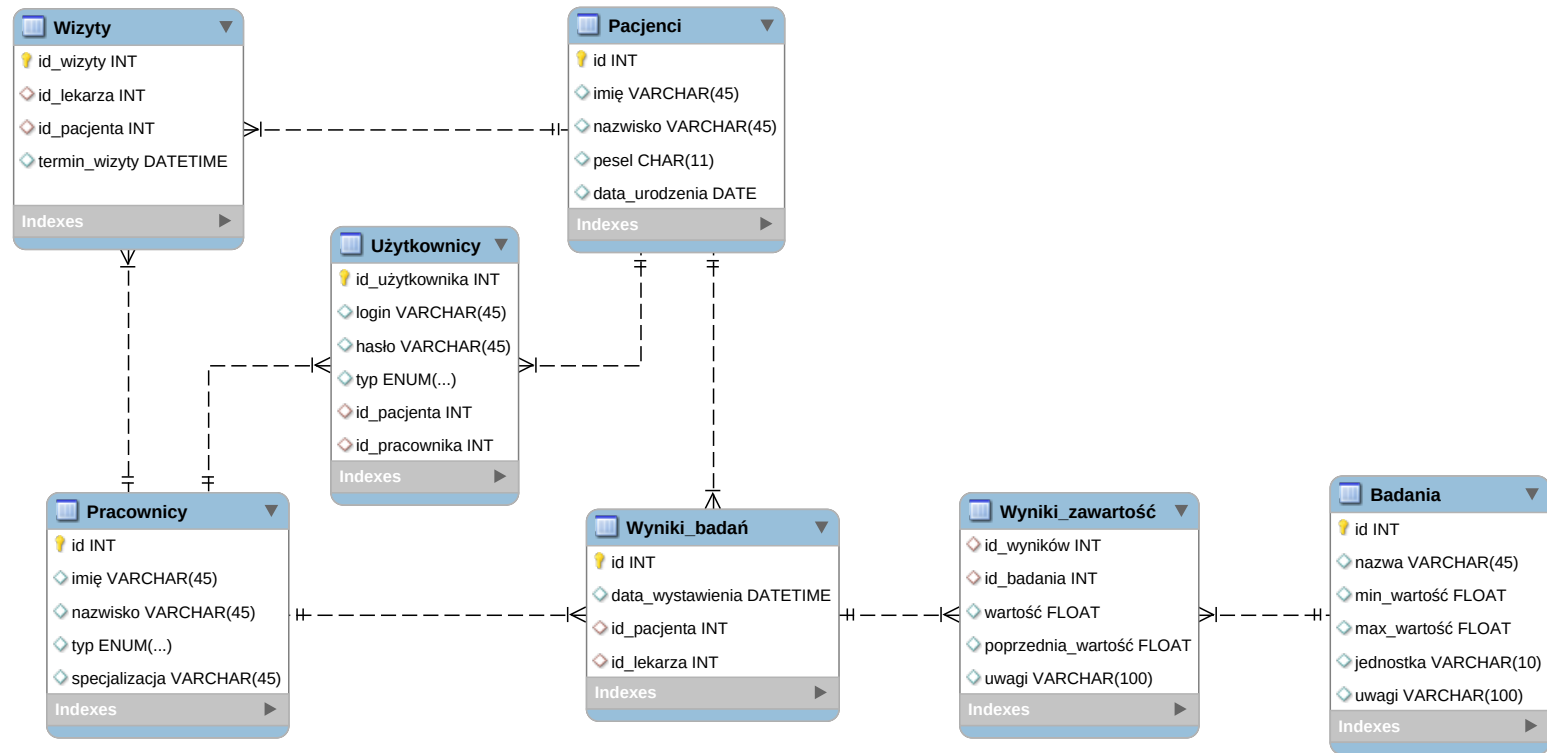 Wizyty
id_wizyty INT
id_lekarza INT
id_pacjenta INT
termin_wizyty DATETIME
Indexes
Pacjenci
id INT
imię VARCHAR(45)
nazwisko VARCHAR(45)
pesel CHAR(11)
data_urodzenia DATE
Indexes
Użytkownicy
id_użytkownika INT
login VARCHAR(45)
hasło VARCHAR(45)
typ ENUM(...)
id_pacjenta INT
id_pracownika INT
Indexes
Pracownicy
id INT
imię VARCHAR(45)
nazwisko VARCHAR(45)
typ ENUM(...)
specjalizacja VARCHAR(45)
Indexes
Wyniki_badań
id INT
data_wystawienia DATETIME
id_pacjenta INT
id_lekarza INT
Indexes
Wyniki_zawartość
id_wyników INT
id_badania INT
wartość FLOAT
poprzednia_wartość FLOAT
uwagi VARCHAR(100)
Indexes
Badania
id INT
nazwa VARCHAR(45)
min_wartość FLOAT
max_wartość FLOAT
jednostka VARCHAR(10)
uwagi VARCHAR(100)
Indexes